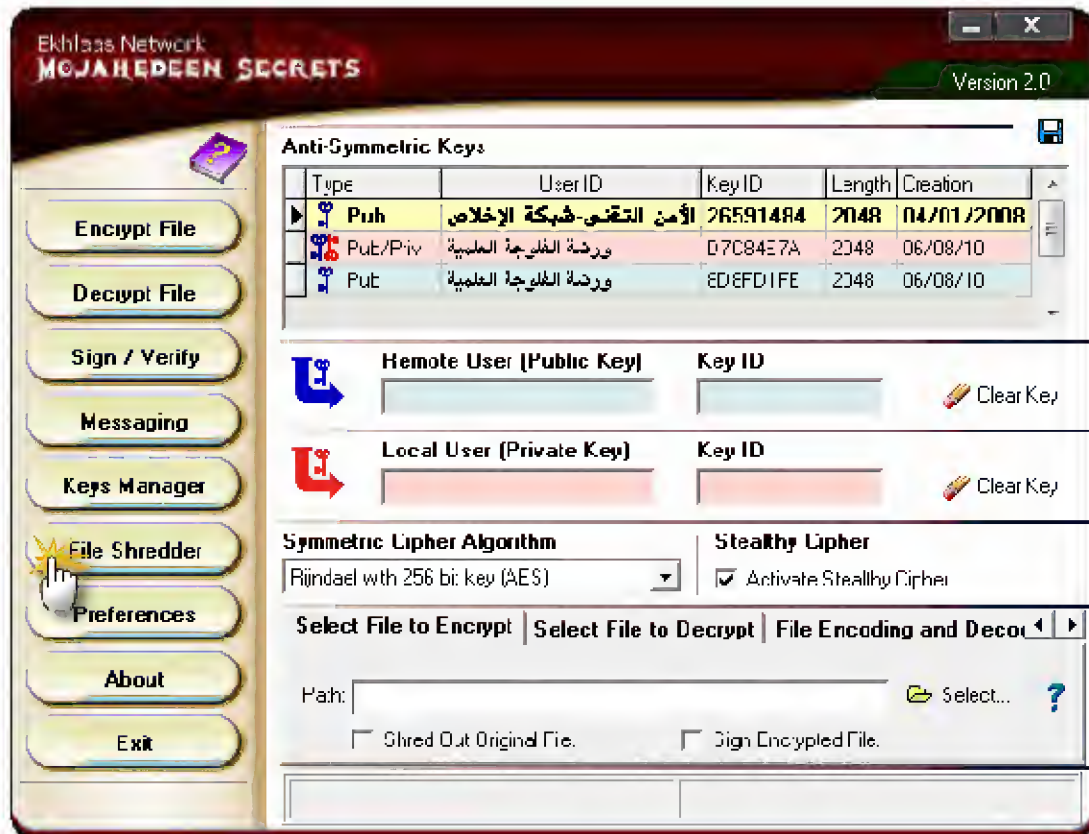 Ekhlaas Network
MOJAHEDEEN SECRETS
Version 2.0
Encrypt File
Decrypt File
Sign / Verify
Messaging
Keys Manager
File Shredder
Preferences
About
Exit
Anti-Symmetric Keys
Type User ID Key ID Length Creation
Pub الأمن التقني-شبكة الإخلاص 26591484 2048 04/01/2008
Pub/Priv ورشة الفلوجة العلمية 2048 06/08/10
Pub ورشة الفلوجة العلمية 2048 06/08/10
Remote User (Public Key) Key ID
Clear Key
Local User (Private Key) Key ID
Clear Key
Symmetric Cipher Algorithm Stealthy Cipher
Rijndael with 256 bit key (AES) Activate Stealthy Cipher
Select File to Encrypt Select File to Decrypt File Encoding and
Path: Select...
Shred Out Original File. Sign Encrypted File.